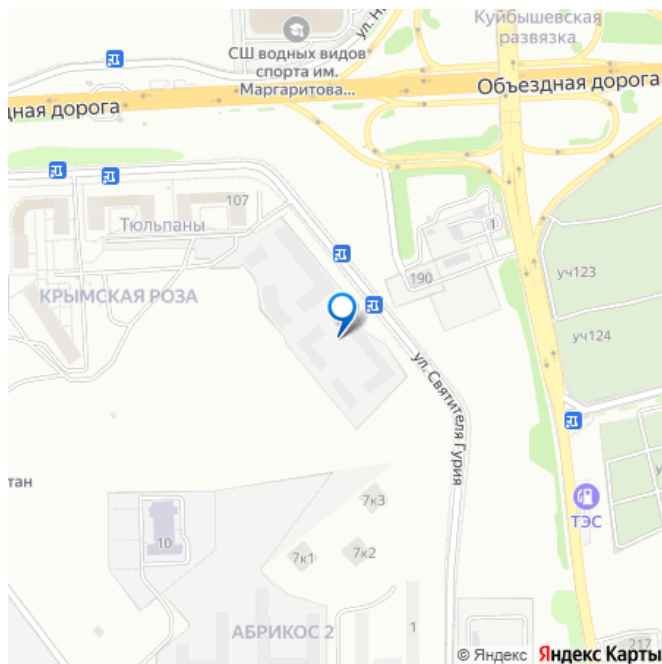 Куйбышевская
развязка
ул. Н
СШ водных видов
спорта им.
Маргаритова...
Объездная дорога
дная дорога
107
Тюльпаны
190
1
уч123
КРЫМСКАЯ РОЗА
уч124
ул. Святителя Гурия
тан
7к3
ТЭС
10
7к1
7к2
АБРИКОС 2
1
217
© Яндекс
Яндекс Карты